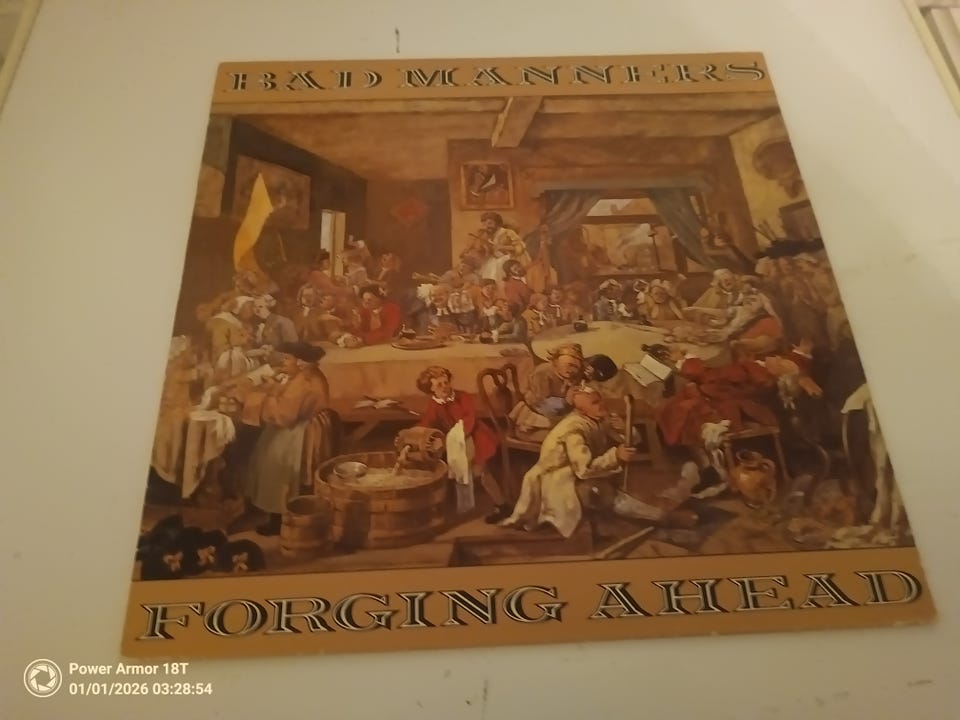 BAD MANNERS
FORGING AHEAD
Power Armor 18T
01/01/2026 03:28:54